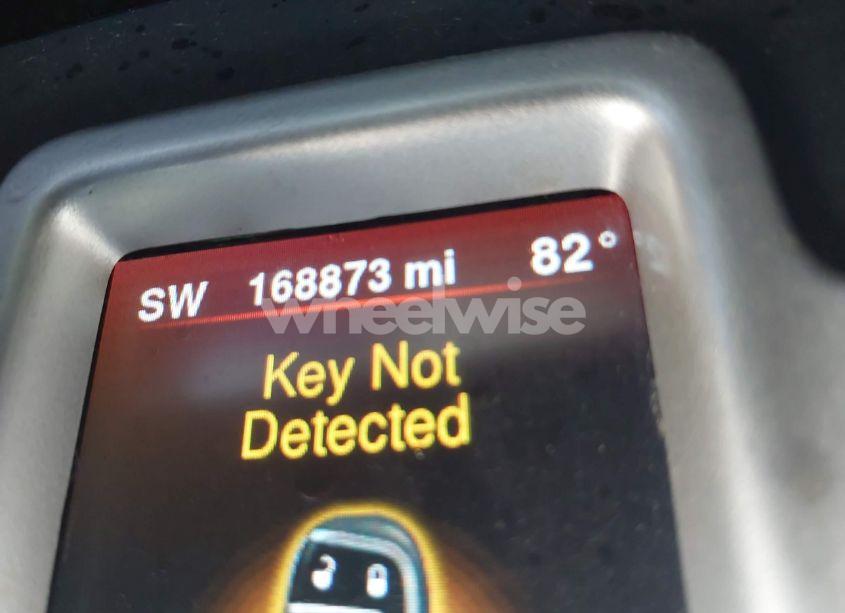 SW 168873 mi 82°
wheelwise
Key Not
Detected